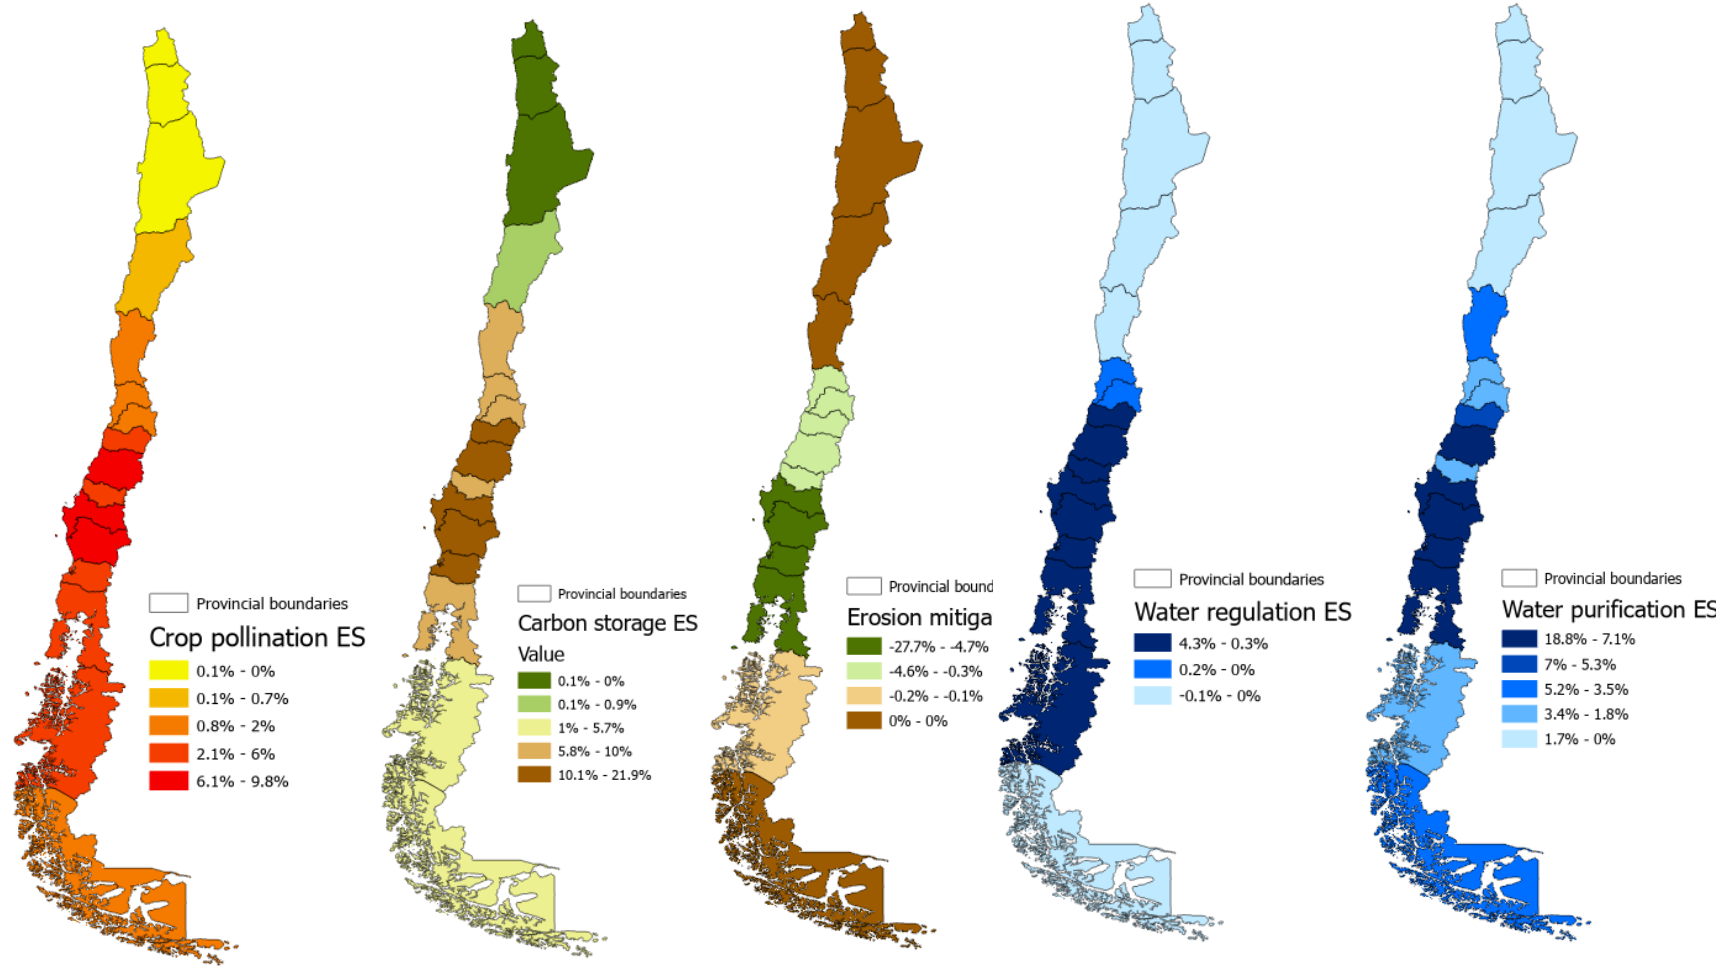 Provincial boundaries
Crop pollination ES
0.1% - 0%
0.1% - 0.7%
0.8% - 2%
2.1% - 6%
6.1% - 9.8%
Provincial boundaries
Carbon storage ES
Value
0.1% - 0%
0.1% - 0.9%
1% - 5.7%
5.8% - 10%
10.1% - 21.9%
Provincial bound
Erosion mitiga
-27.7% - -4.7%
-4.6% - -0.3%
-0.2% - -0.1%
0% - 0%
Provincial boundaries
Water regulation ES
4.3% - 0.3%
0.2% - 0%
-0.1% - 0%
Provincial boundaries
Water purification ES
18.8% - 7.1%
7% - 5.3%
5.2% - 3.5%
3.4% - 1.8%
1.7% - 0%